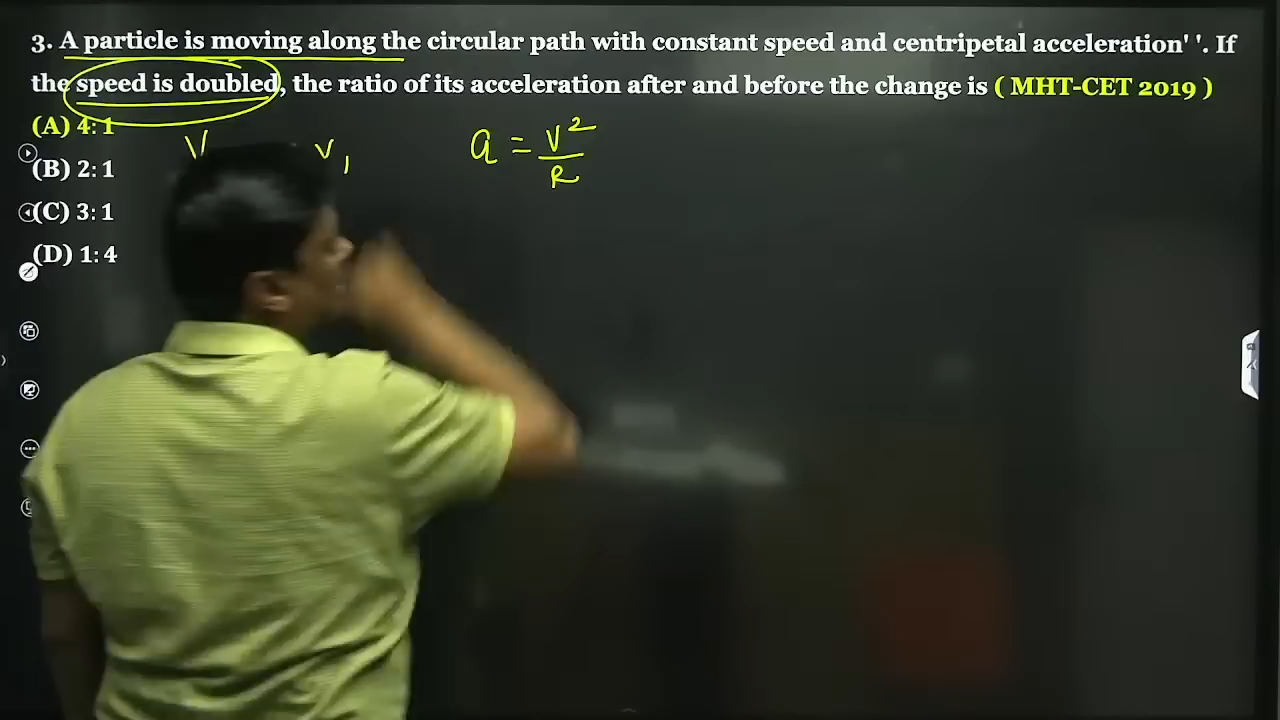 3. A particle is moving along the circular path with constant speed and centripetal acceleration' '. If
the speed is doubled, the ratio of its acceleration after and before the change is ( MHT-CET 2019 )
(A) 4: 1
(B) 2: 1
(C) 3: 1
(D) 1: 4
V V₁
a = V²/R